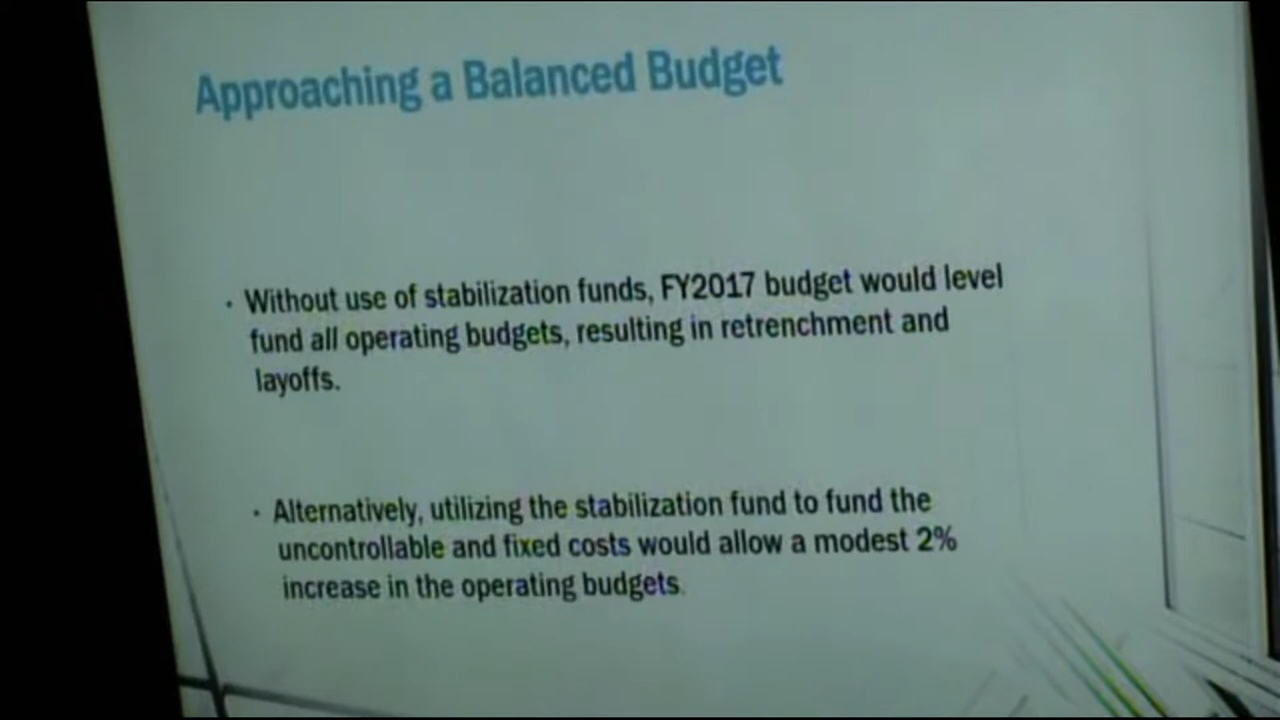 Approaching a Balanced Budget
· Without use of stabilization funds, FY2017 budget would level
fund all operating budgets, resulting in retrenchment and
layoffs.
· Alternatively, utilizing the stabilization fund to fund the
uncontrollable and fixed costs would allow a modest 2%
increase in the operating budgets.